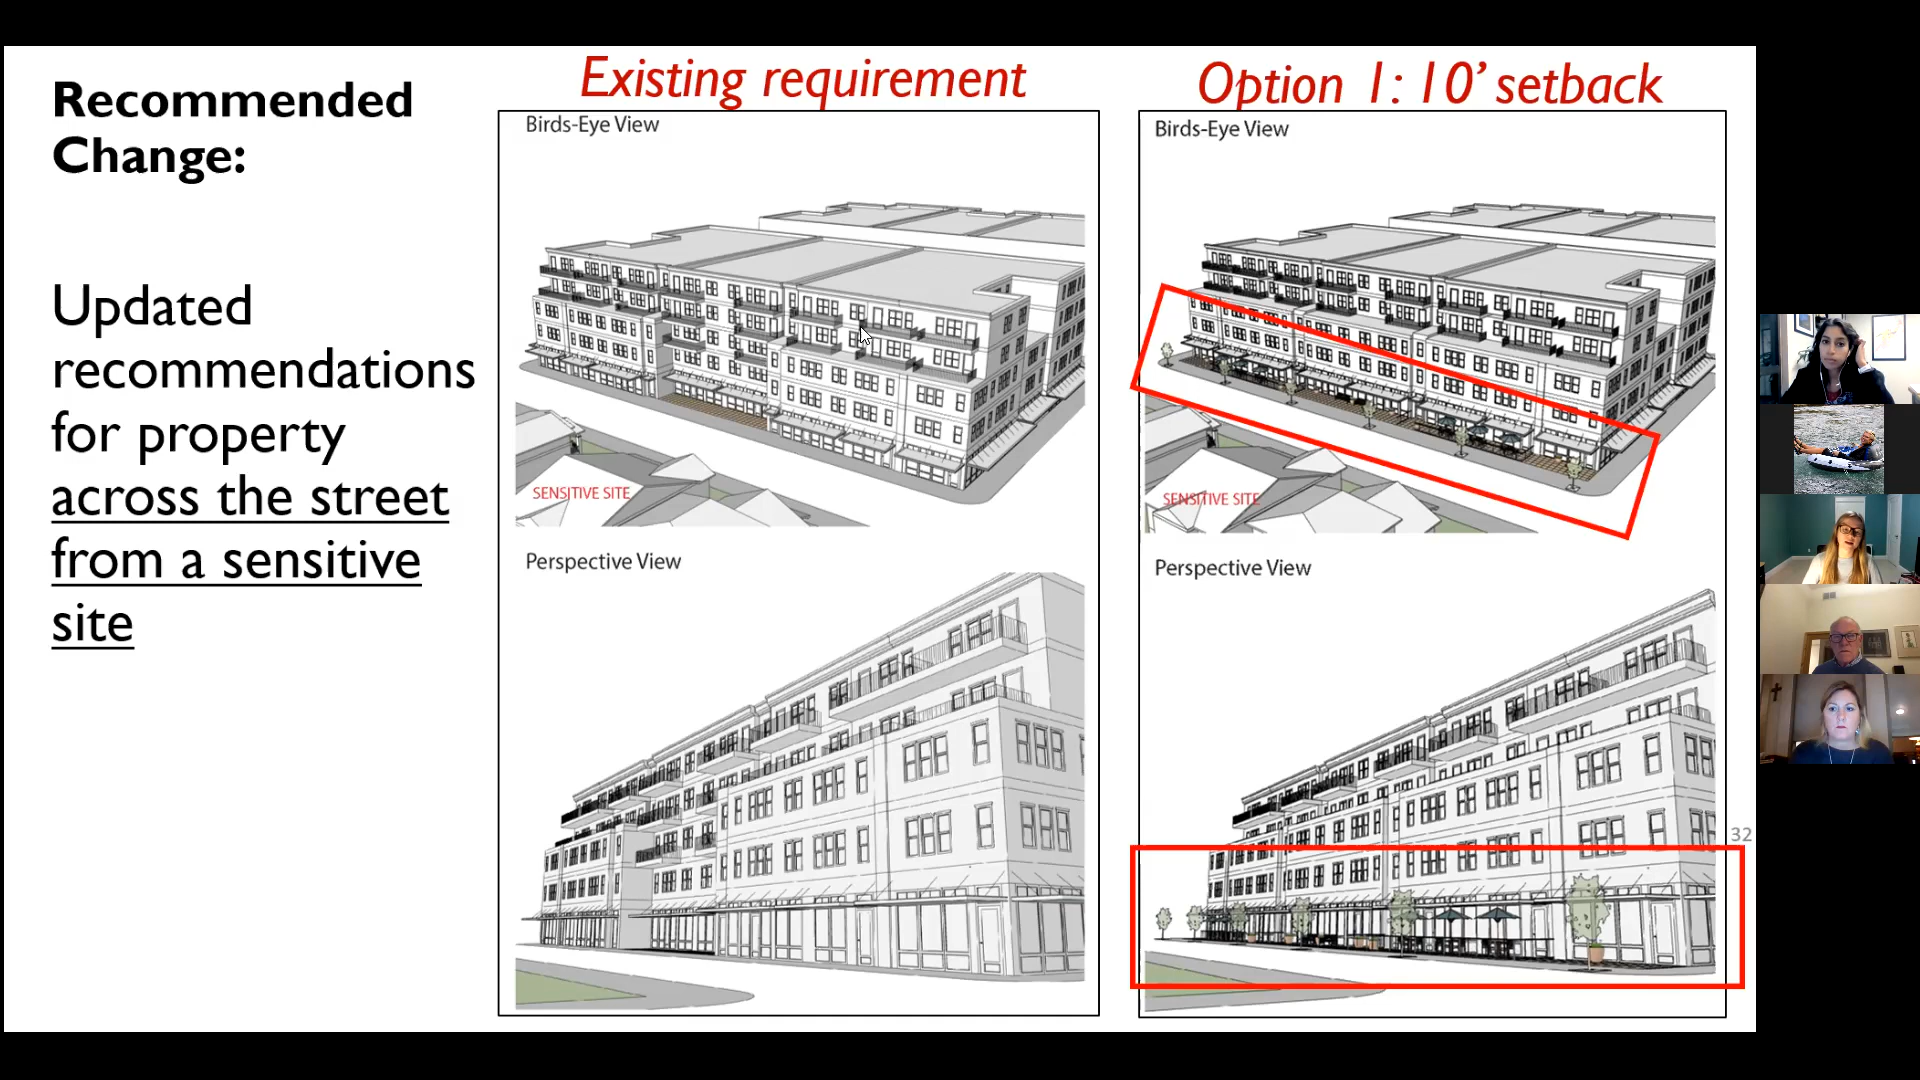 Recommended
Change:
Updated
recommendations
for property
across the street
from a sensitive
site
Existing requirement
Birds-Eye View
SENSITIVE SITE
Perspective View
Option 1: 10’ setback
Birds-Eye View
SENSITIVE SITE
Perspective View
32